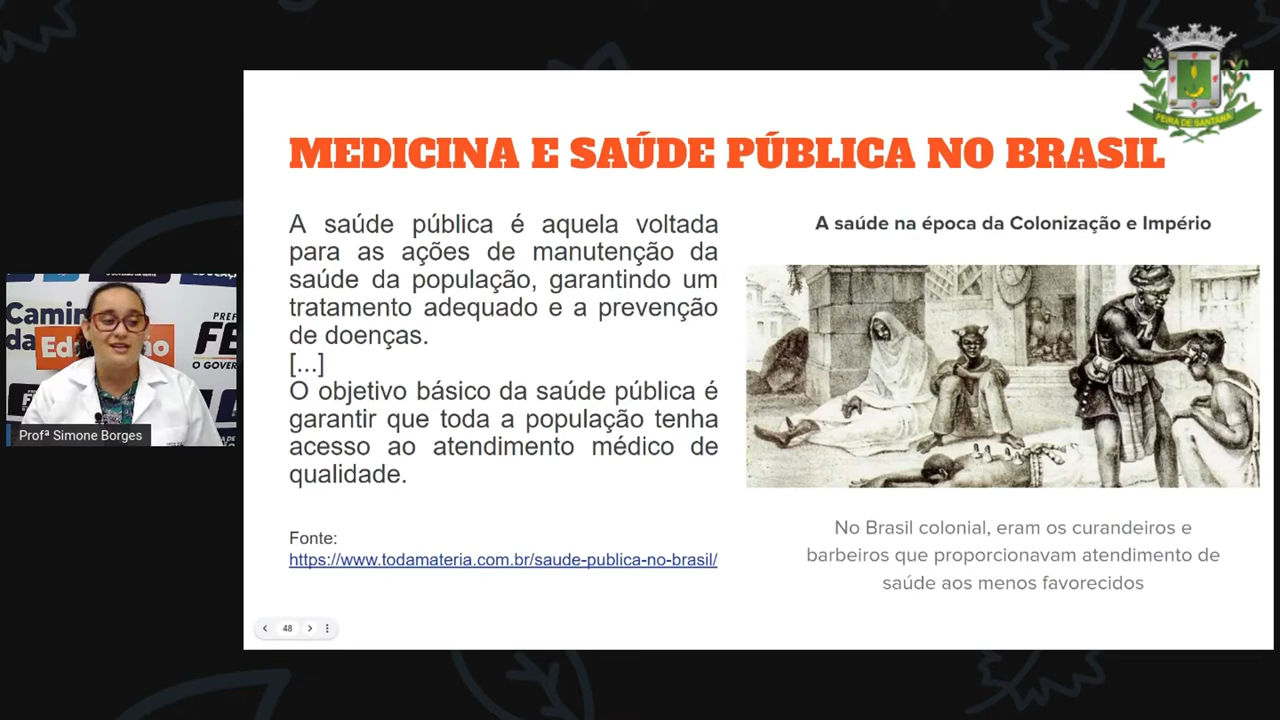 FEIRA DE SANTANA
MEDICINA E SAÚDE PÚBLICA NO BRASIL
A saúde pública é aquela voltada
para as ações de manutenção da
saúde da população, garantindo um
tratamento adequado e a prevenção
de doenças.
[...]
O objetivo básico da saúde pública é
garantir que toda a população tenha
acesso ao atendimento médico de
qualidade.
Fonte:
https://www.todamateria.com.br/saude-publica-no-brasil/
A saúde na época da Colonização e Império
No Brasil colonial, eram os curandeiros e
barbeiros que proporcionavam atendimento de
saúde aos menos favorecidos
48
Profª Simone Borges